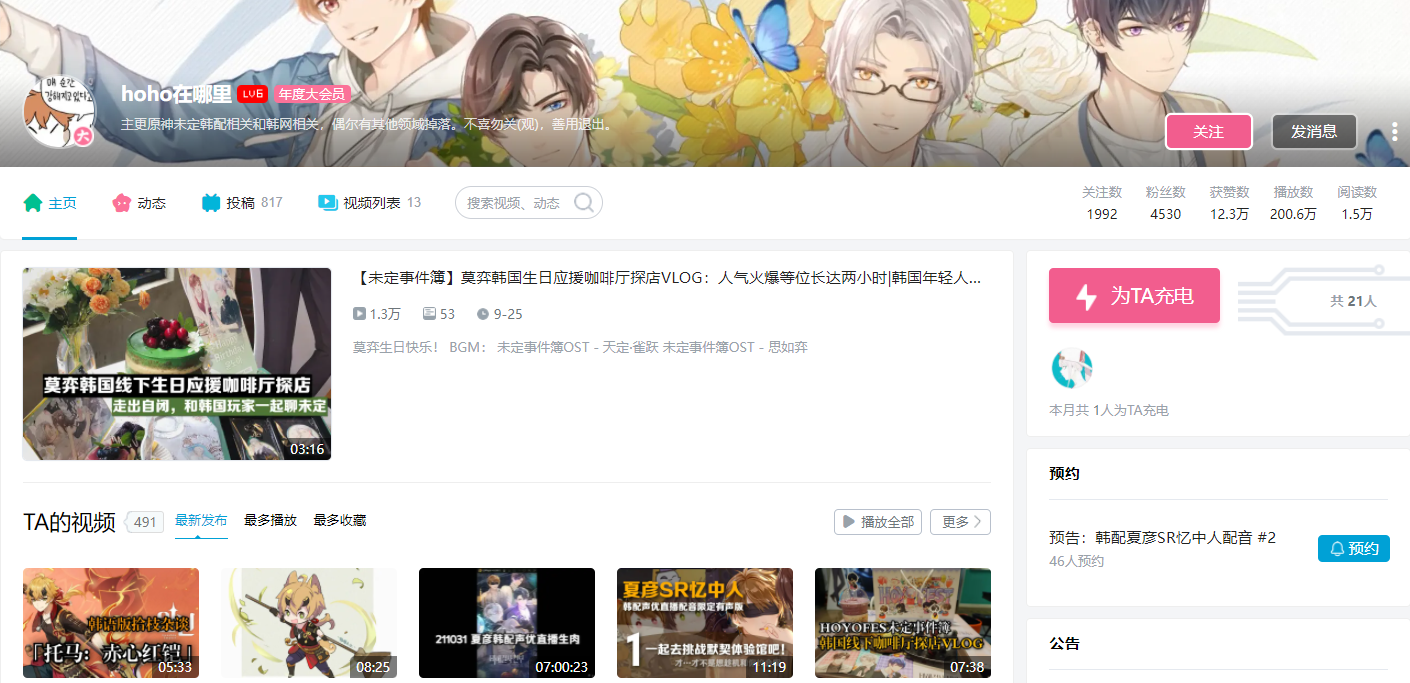 hoho在哪里 LV6 年度大会员
主更原神未定韩配相关和韩网相关，偶尔有其他领域掉落。不喜勿关(观)，善用退出。
大
关注
发消息
主页
动态
投稿 817
视频列表 13
搜索视频、动态
关注数 粉丝数 获赞数 播放数 阅读数
1992 4530 12.3万 200.6万 1.5万
莫弈韩国线下生日应援咖啡厅探店
走出自闭，和韩国玩家一起聊未定
03:16
【未定事件簿】莫弈韩国生日应援咖啡厅探店VLOG：人气火爆等位长达两小时|韩国年轻人...
1.3万 53 9-25
莫弈生日快乐！ BGM： 未定事件簿OST - 天定·雀跃 未定事件簿OST - 思如弈
为TA充电
共 21人
本月共 1人为TA充电
TA的视频 491 最新发布 最多播放 最多收藏
播放全部
更多
预约
预告：韩配夏彦SR忆中人配音 #2
46人预约
预约
公告
韩语版拾枝杂谈
「托马：赤心红铠」
05:33
08:25
211031 夏彦韩配声优直播生肉
07:00:23
夏彦SR忆中人
韩配声优直播配音限定有声版
1 一起去挑战默契体验馆吧！
11:19
HOYOFES未定事件簿
韩国线下咖啡厅探店VLOG
07:38